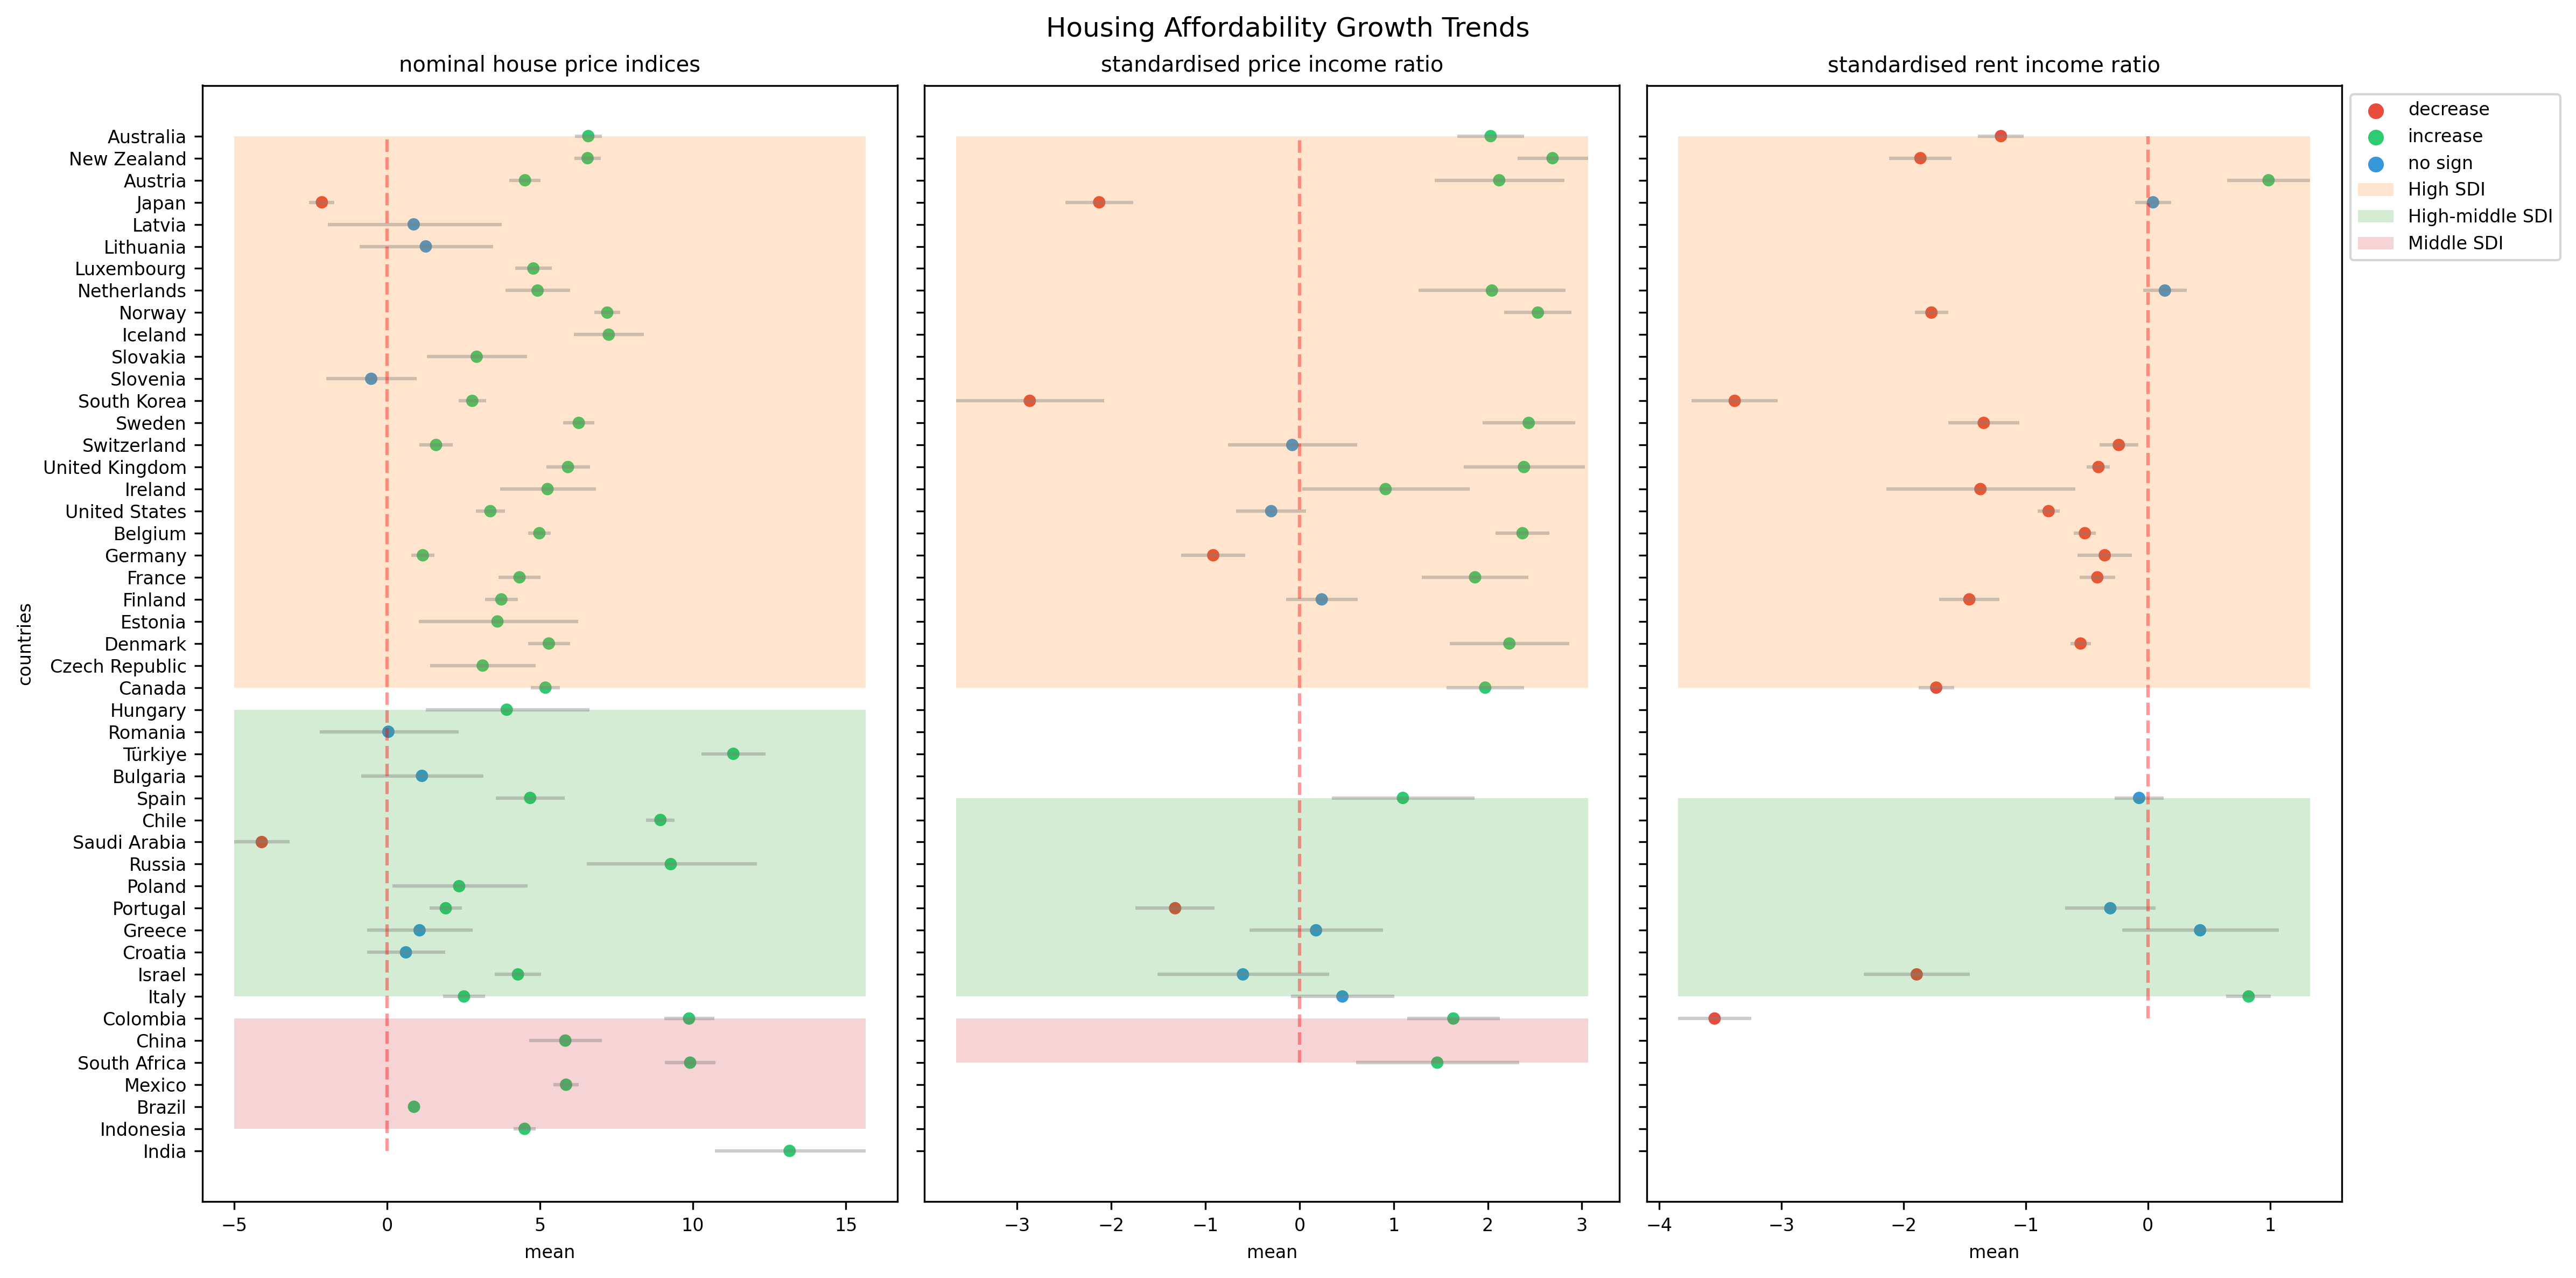 Housing Affordability Growth Trends
nominal house price indices
standardised price income ratio
standardised rent income ratio
decrease
increase
no sign
High SDI
High-middle SDI
Middle SDI
countries
Australia
New Zealand
Austria
Japan
Latvia
Lithuania
Luxembourg
Netherlands
Norway
Iceland
Slovakia
Slovenia
South Korea
Sweden
Switzerland
United Kingdom
Ireland
United States
Belgium
Germany
France
Finland
Estonia
Denmark
Czech Republic
Canada
Hungary
Romania
Türkiye
Bulgaria
Spain
Chile
Saudi Arabia
Russia
Poland
Portugal
Greece
Croatia
Israel
Italy
Colombia
China
South Africa
Mexico
Brazil
Indonesia
India
−5 0 5 10 15
mean
−3 −2 −1 0 1 2 3
mean
−4 −3 −2 −1 0 1
mean